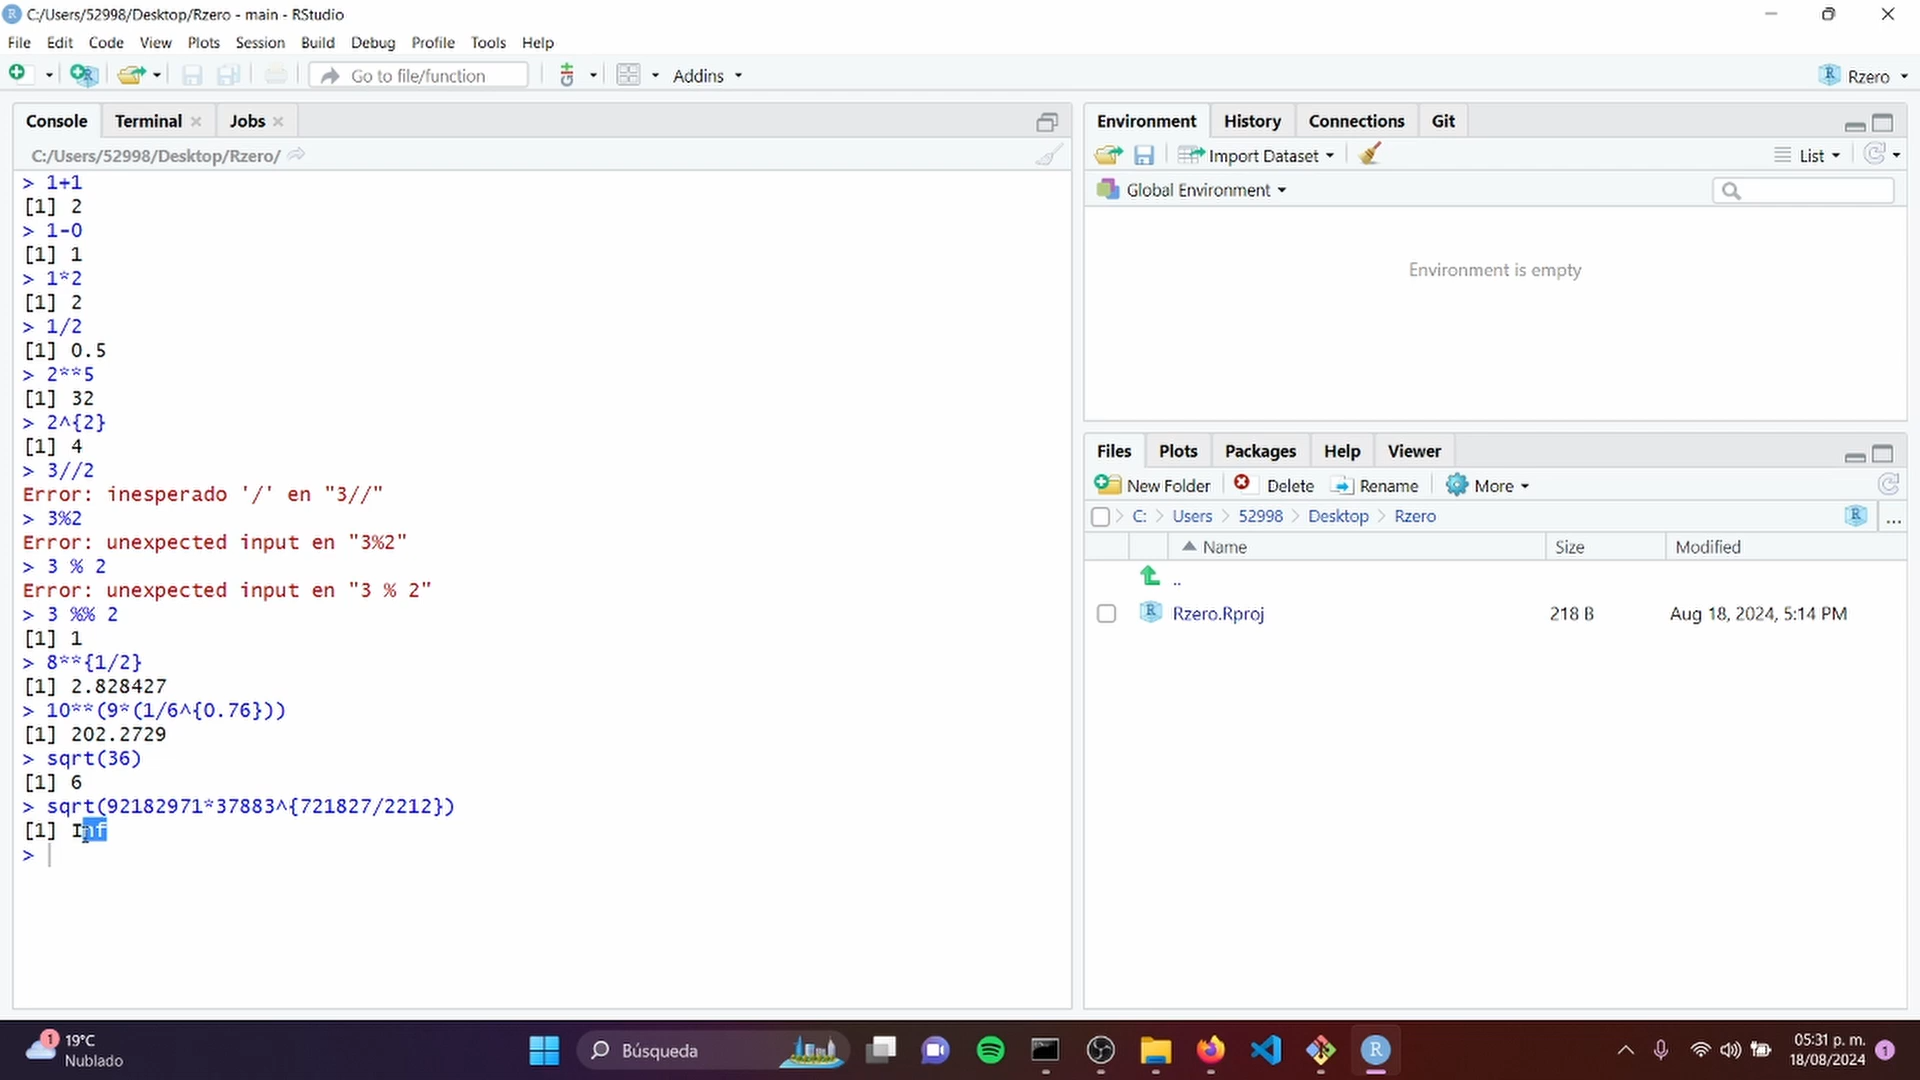 C:/Users/52998/Desktop/Rzero - main - RStudio
File Edit Code View Plots Session Build Debug Profile Tools Help
Go to file/function
Addins
Rzero
Console Terminal Jobs
C:/Users/52998/Desktop/Rzero/
> 1+1
[1] 2
> 1-0
[1] 1
> 1*2
[1] 2
> 1/2
[1] 0.5
> 2**5
[1] 32
> 2^{2}
[1] 4
> 3//2
Error: inesperado '/' en "3//"
> 3%2
Error: unexpected input en "3%2"
> 3 % 2
Error: unexpected input en "3 % 2"
> 3 %% 2
[1] 1
> 8**{1/2}
[1] 2.828427
> 10**(9*(1/6^{0.76}))
[1] 202.2729
> sqrt(36)
[1] 6
> sqrt(92182971*37883^{721827/2212})
[1] Inf
>
Environment History Connections Git
Import Dataset
List
Global Environment
Environment is empty
Files Plots Packages Help Viewer
New Folder Delete Rename More
C: Users 52998 Desktop Rzero ...
Name Size Modified
..
Rzero.Rproj 218 B Aug 18, 2024, 5:14 PM
1
19°C
Nublado
Búsqueda
05:31 p. m.
18/08/2024
1